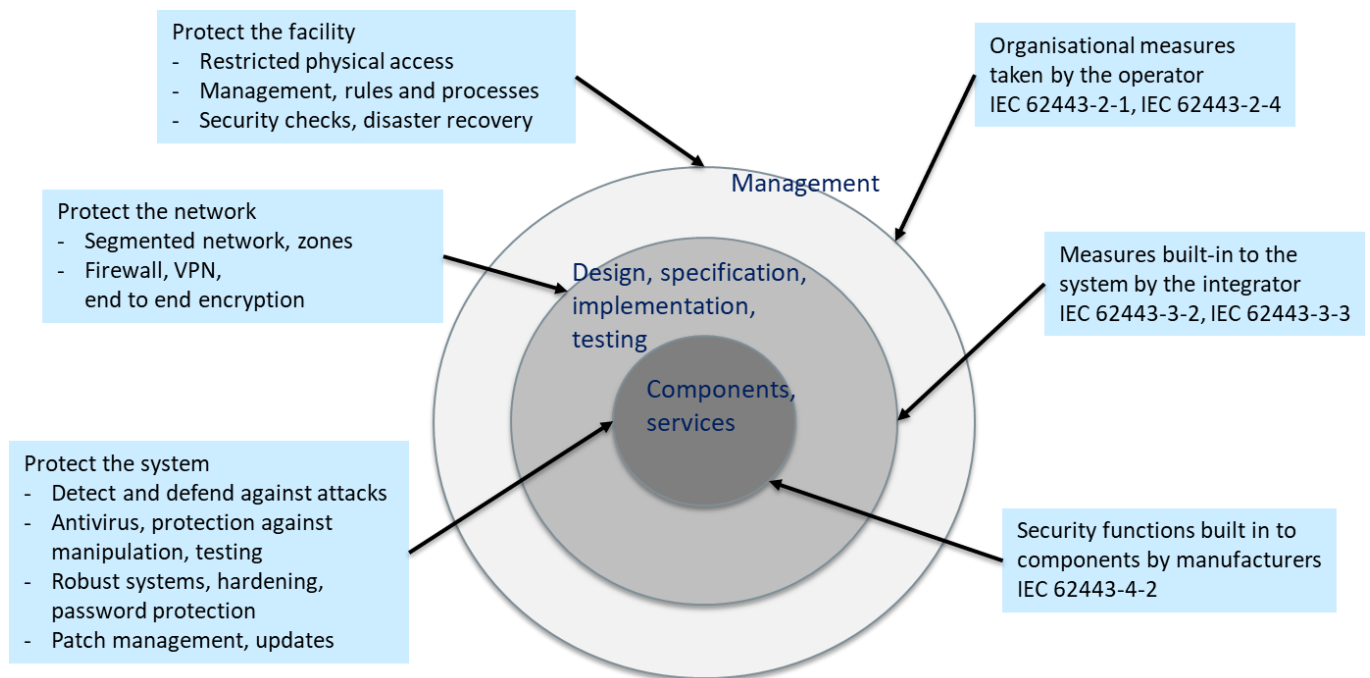 Protect the facility
- Restricted physical access
- Management, rules and processes
- Security checks, disaster recovery
Organisational measures
taken by the operator
IEC 62443-2-1, IEC 62443-2-4
Management
Protect the network
- Segmented network, zones
- Firewall, VPN,
end to end encryption
Design, specification,
implementation,
testing
Measures built-in to the
system by the integrator
IEC 62443-3-2, IEC 62443-3-3
Components,
services
Protect the system
- Detect and defend against attacks
- Antivirus, protection against
manipulation, testing
- Robust systems, hardening,
password protection
- Patch management, updates
Security functions built in to
components by manufacturers
IEC 62443-4-2